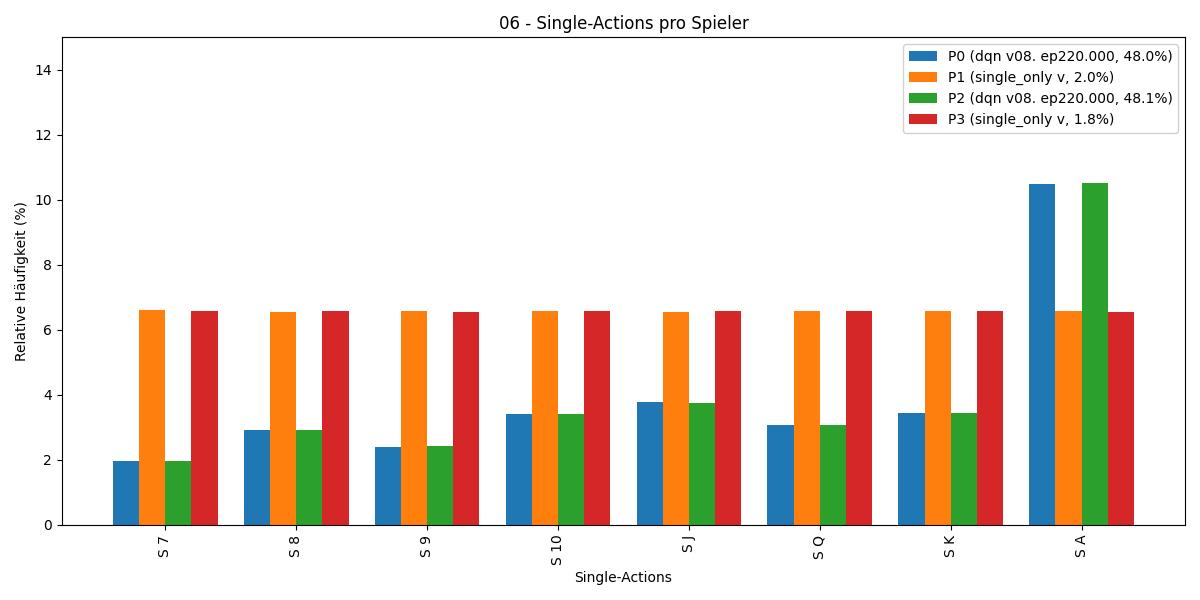 06 - Single-Actions pro Spieler
P0 (dqn v08. ep220.000, 48.0%)
P1 (single_only v, 2.0%)
P2 (dqn v08. ep220.000, 48.1%)
P3 (single_only v, 1.8%)
Relative Häufigkeit (%)
14
12
10
8
6
4
2
0
S 7
S 8
S 9
S 10
S J
S Q
S K
S A
Single-Actions